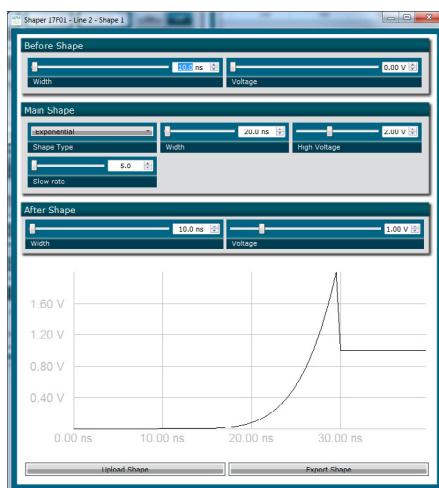 Shaper 17F01 - Line 2 - Shape 1
Before Shape
10.0 ns
0.00 V
Width
Voltage
Main Shape
Exponential
20.0 ns
2.00 V
Shape Type
Width
High Voltage
5.0
Slow rate
After Shape
10.0 ns
1.00 V
Width
Voltage
1.60 V
1.20 V
0.80 V
0.40 V
0.00 ns
10.00 ns
20.00 ns
30.00 ns
Upload Shape
Export Shape